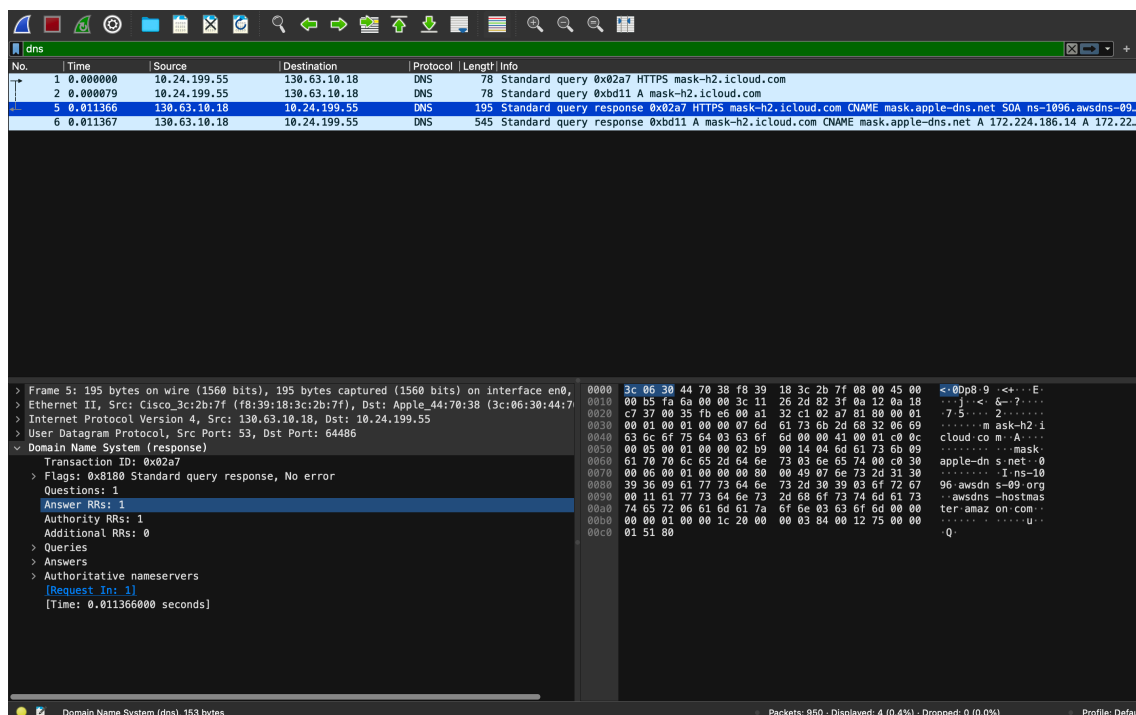 dns
No. Time Source Destination Protocol Length Info
1 0.000000 10.24.199.55 130.63.10.18 DNS 78 Standard query 0x02a7 HTTPS mask-h2.icloud.com
2 0.000079 10.24.199.55 130.63.10.18 DNS 78 Standard query 0xbd11 A mask-h2.icloud.com
5 0.011366 130.63.10.18 10.24.199.55 DNS 195 Standard query response 0x02a7 HTTPS mask-h2.icloud.com CNAME mask.apple-dns.net SOA ns-1096.awsdns-09…
6 0.011367 130.63.10.18 10.24.199.55 DNS 545 Standard query response 0xbd11 A mask-h2.icloud.com CNAME mask.apple-dns.net A 172.224.186.14 A 172.22…
> Frame 5: 195 bytes on wire (1560 bits), 195 bytes captured (1560 bits) on interface en0,
> Ethernet II, Src: Cisco_3c:2b:7f (f8:39:18:3c:2b:7f), Dst: Apple_44:70:38 (3c:06:30:44:7
> Internet Protocol Version 4, Src: 130.63.10.18, Dst: 10.24.199.55
> User Datagram Protocol, Src Port: 53, Dst Port: 64486
Domain Name System (response)
Transaction ID: 0x02a7
> Flags: 0x8180 Standard query response, No error
Questions: 1
Answer RRs: 1
Authority RRs: 1
Additional RRs: 0
> Queries
> Answers
> Authoritative nameservers
[Request In: 1]
[Time: 0.011366000 seconds]
0000 3c 06 30 44 70 38 f8 39 18 3c 2b 7f 08 00 45 00 <·0Dp8·9 ·<+···E·
0010 00 b5 fa 6a 00 00 3c 11 26 2d 82 3f 0a 12 0a 18 ···j··<· &-·?····
0020 c7 37 00 35 fb e6 00 a1 32 c1 02 a7 81 80 00 01 ·7·5···· 2·······
0030 00 01 00 01 00 00 07 6d 61 73 6b 2d 68 32 06 69 ·······m ask-h2·i
0040 63 6c 6f 75 64 03 63 6f 6d 00 00 41 00 01 c0 0c cloud·co m··A····
0050 00 05 00 01 00 00 02 b9 00 14 04 6d 61 73 6b 09 ········ ···mask·
0060 61 70 70 6c 65 2d 64 6e 73 03 6e 65 74 00 c0 30 apple-dn s·net··0
0070 00 06 00 01 00 00 00 80 00 49 07 6e 73 2d 31 30 ········ ·I·ns-10
0080 39 36 09 61 77 73 64 6e 73 2d 30 39 03 6f 72 67 96·awsdn s-09·org
0090 00 11 61 77 73 64 6e 73 2d 68 6f 73 74 6d 61 73 ··awsdns -hostmas
00a0 74 65 72 06 61 6d 61 7a 6f 6e 03 63 6f 6d 00 00 ter·amaz on·com··
00b0 00 00 01 00 00 1c 20 00 00 03 84 00 12 75 00 00 ······ · ·····u··
00c0 01 51 80 ·Q·
Domain Name System (dns), 153 bytes
Packets: 950 · Displayed: 4 (0.4%) · Dropped: 0 (0.0%)
Profile: Defau